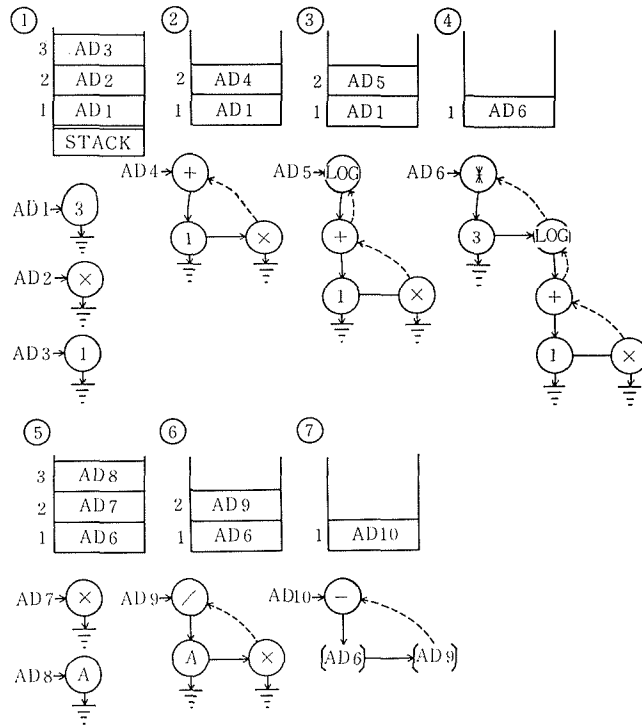 ① ② ③ ④
3 AD3
2 AD2
1 AD1
STACK
2 AD4
1 AD1
2 AD5
1 AD1
1 AD6
AD1 3
AD2 ×
AD3 1
AD4 +
1 ×
AD5 LOG
+
1 ×
AD6 *
3 LOG
+
1 ×
⑤ ⑥ ⑦
3 AD8
2 AD7
1 AD6
2 AD9
1 AD6
1 AD10
AD7 ×
AD8 A
AD9 /
A ×
AD10 −
[AD6] [AD9]